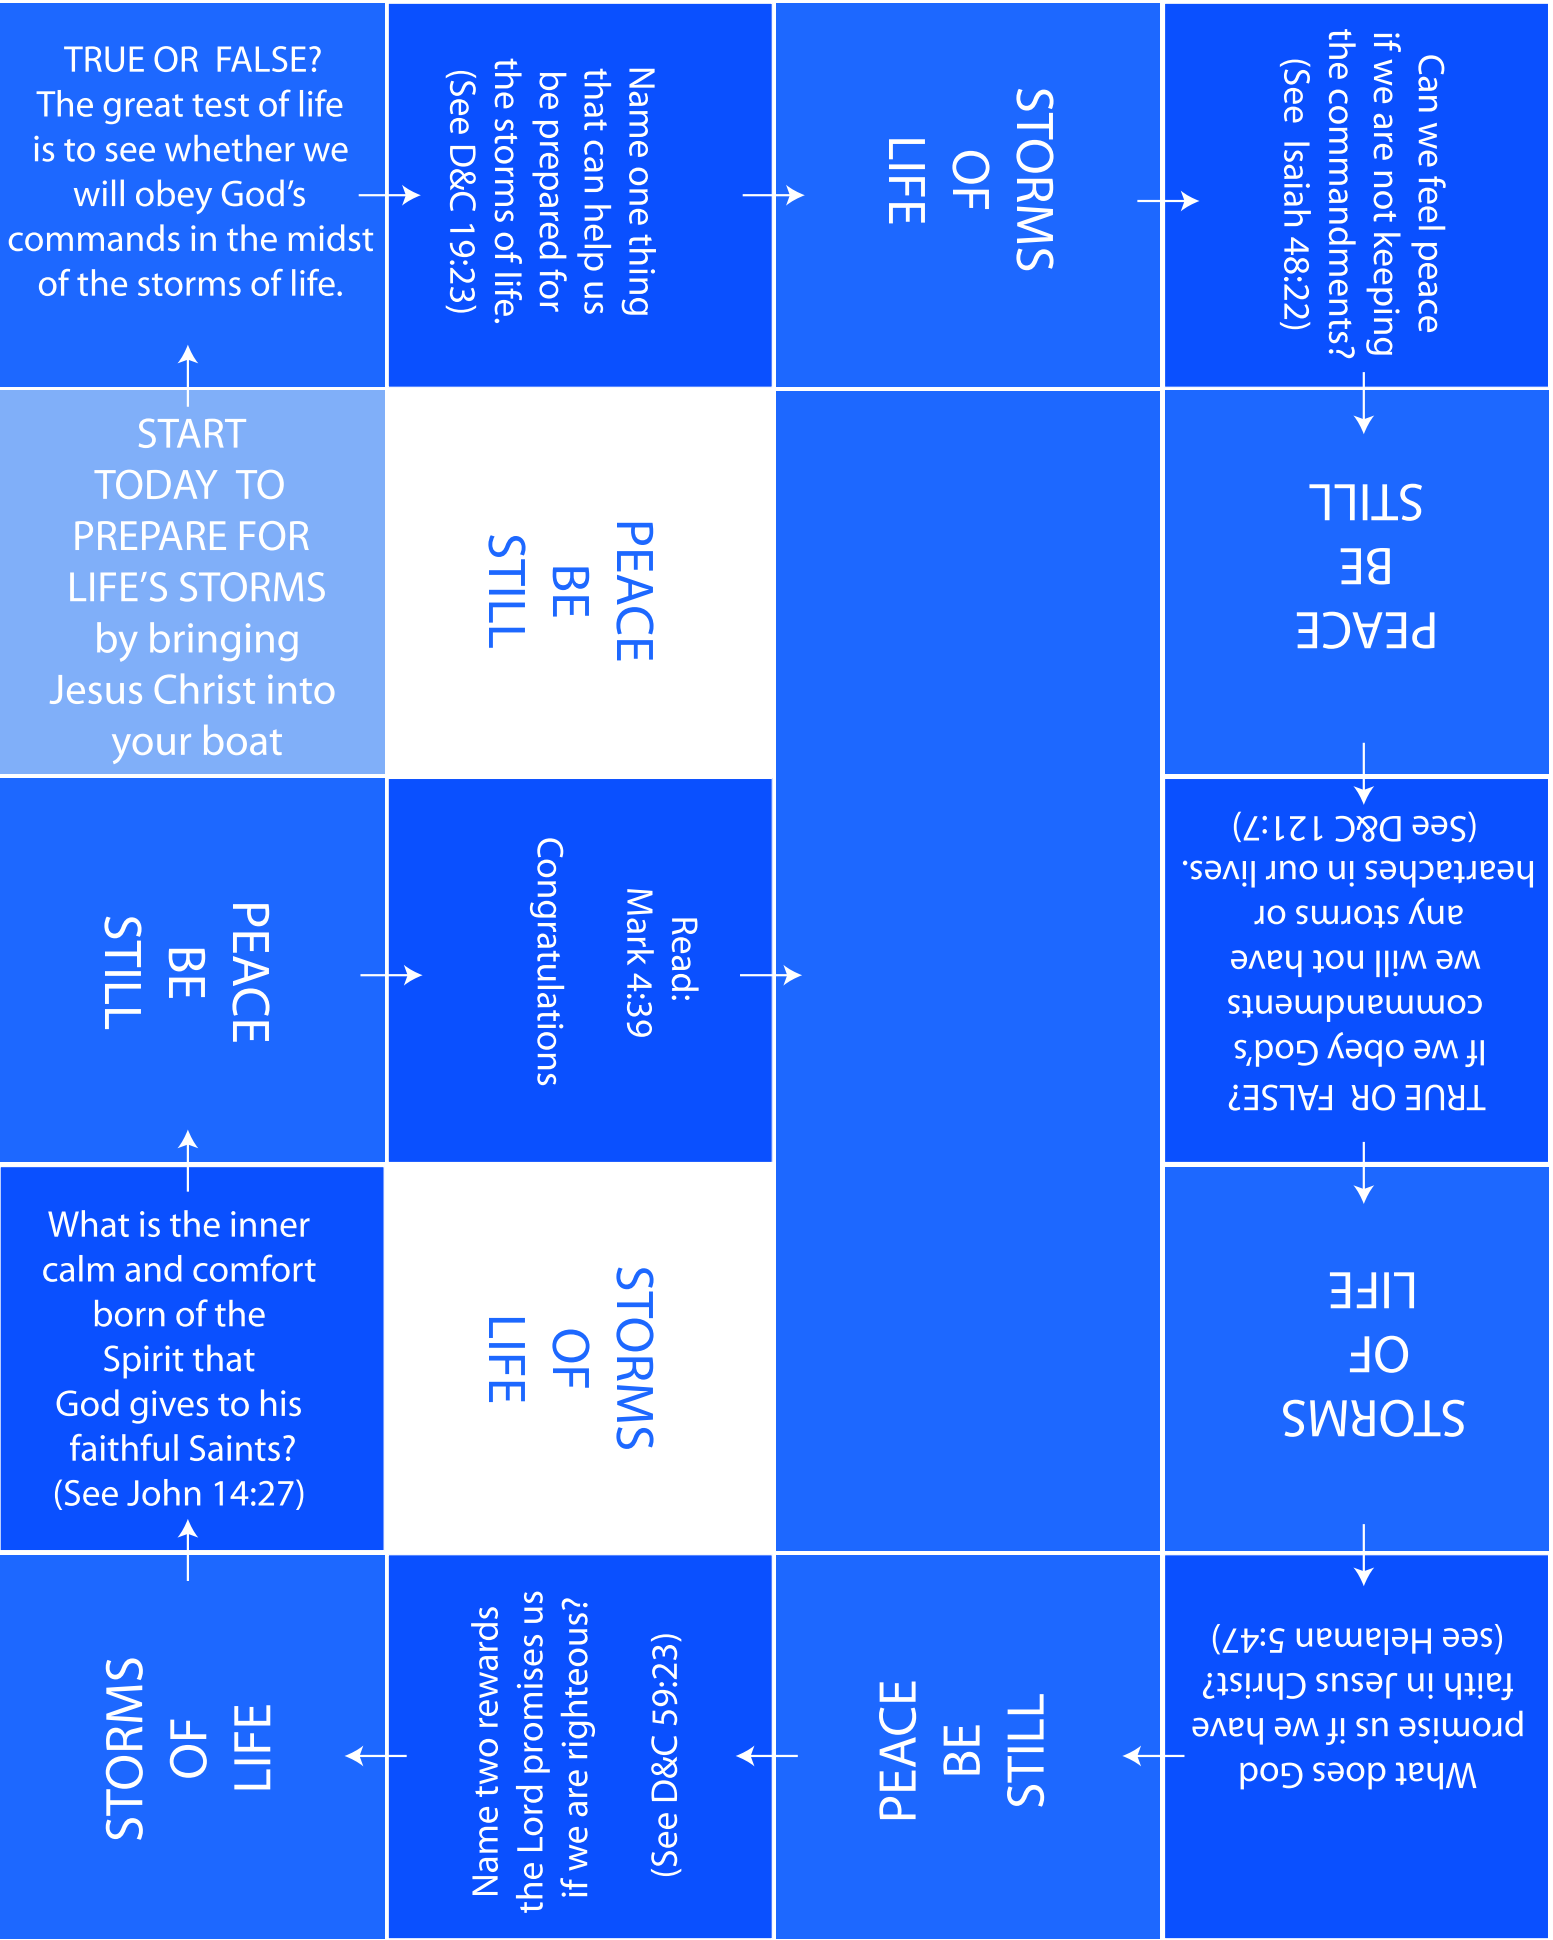 TRUE OR FALSE?
The great test of life
is to see whether we
will obey God's
commands in the midst
of the storms of life.
Name one thing
that can help us
be prepared for
the storms of life.
(See D&C 19:23)
STORMS
OF
LIFE
Can we feel peace
if we are not keeping
the commandments?
(See Isaiah 48:22)
PEACE
BE
STILL
TRUE OR FALSE?
If we obey God's
commandments
we will not have
any storms or
heartaches in our lives.
(See D&C 121:7)
STORMS
OF
LIFE
What does God
promise us if we have
faith in Jesus Christ?
(see Helaman 5:47)
PEACE
BE
STILL
Name two rewards
the Lord promises us
if we are righteous?
(See D&C 59:23)
STORMS
OF
LIFE
What is the inner
calm and comfort
born of the
Spirit that
God gives to his
faithful Saints?
(See John 14:27)
PEACE
BE
STILL
Read:
Mark 4:39
Congratulations
START
TODAY TO
PREPARE FOR
LIFE'S STORMS
by bringing
Jesus Christ into
your boat
PEACE
BE
STILL
STORMS
OF
LIFE